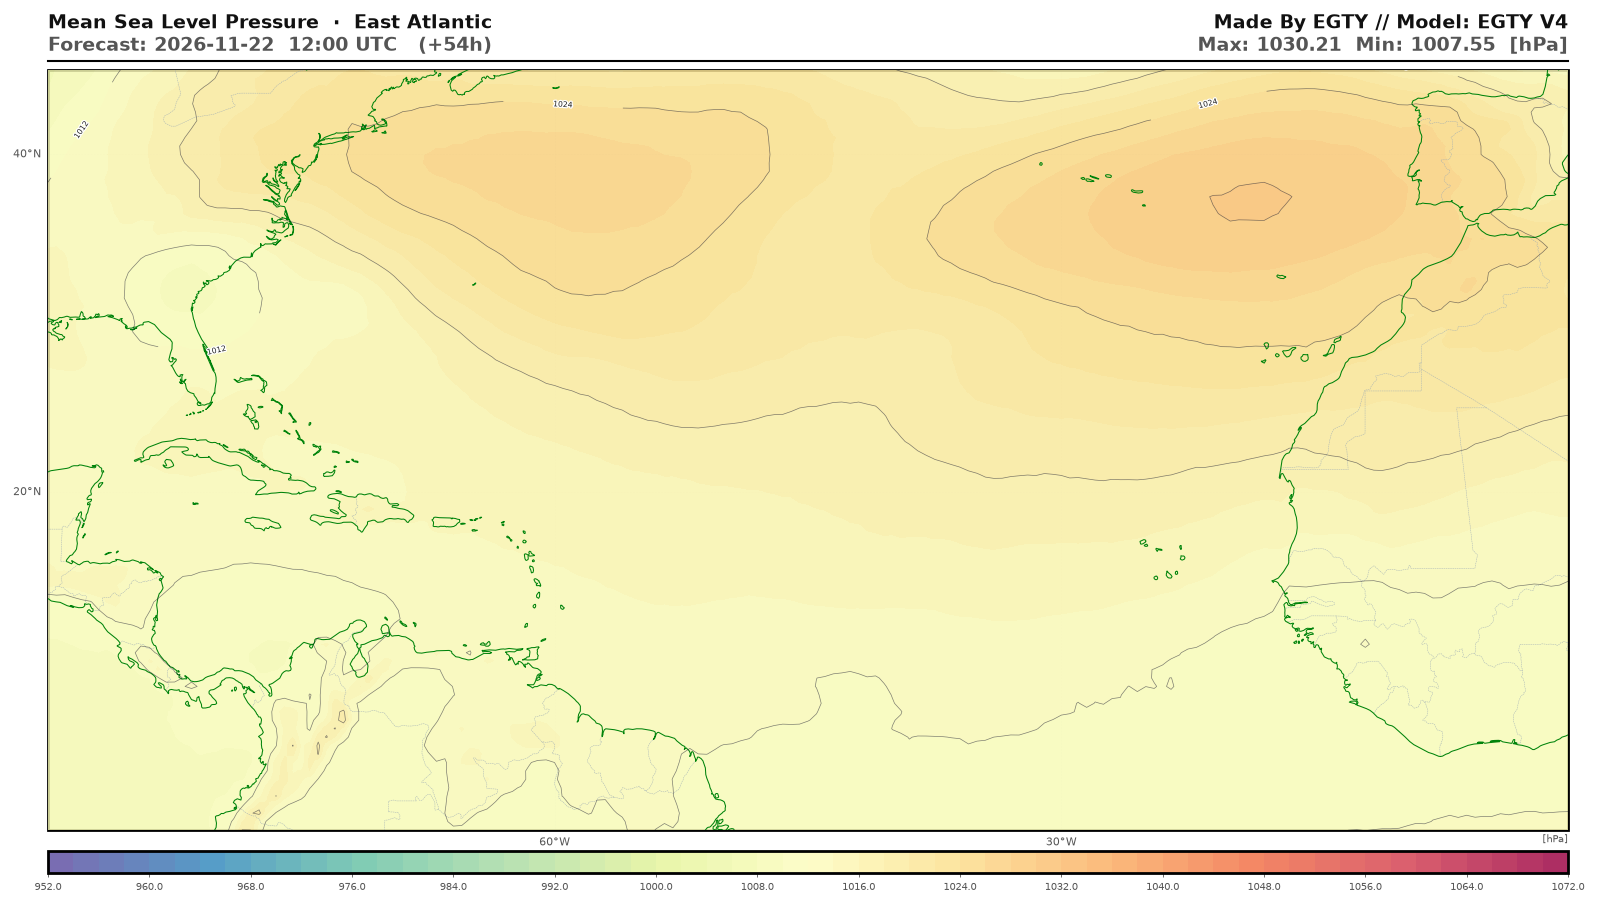 Mean Sea Level Pressure · East Atlantic
Made By EGTY // Model: EGTY V4
Forecast: 2026-11-22 12:00 UTC (+54h)
Max: 1030.21 Min: 1007.55 [hPa]
1024
1024
1012
40°N
1012
20°N
60°W
30°W
[hPa]
952.0
960.0
968.0
976.0
984.0
992.0
1000.0
1008.0
1016.0
1024.0
1032.0
1040.0
1048.0
1056.0
1064.0
1072.0